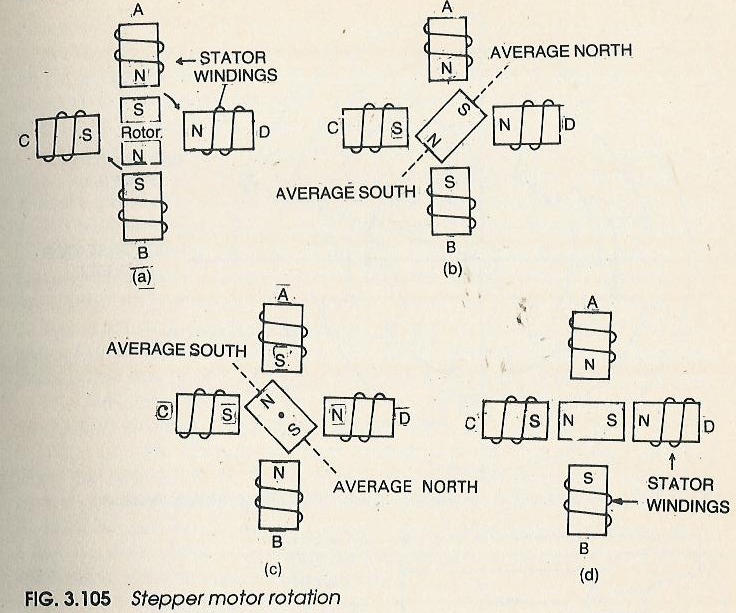 A
N
STATOR
WINDINGS
S
Rotor
N
C
S
N
D
S
B
(a)
A
N
AVERAGE NORTH
S
N
C
S
N
D
AVERAGE SOUTH
S
B
(b)
A
S
AVERAGE SOUTH
N
S
C
S
N
D
N
AVERAGE NORTH
B
(c)
A
N
C
S
N
S
N
D
S
STATOR
WINDINGS
B
(d)
FIG. 3.105 Stepper motor rotation